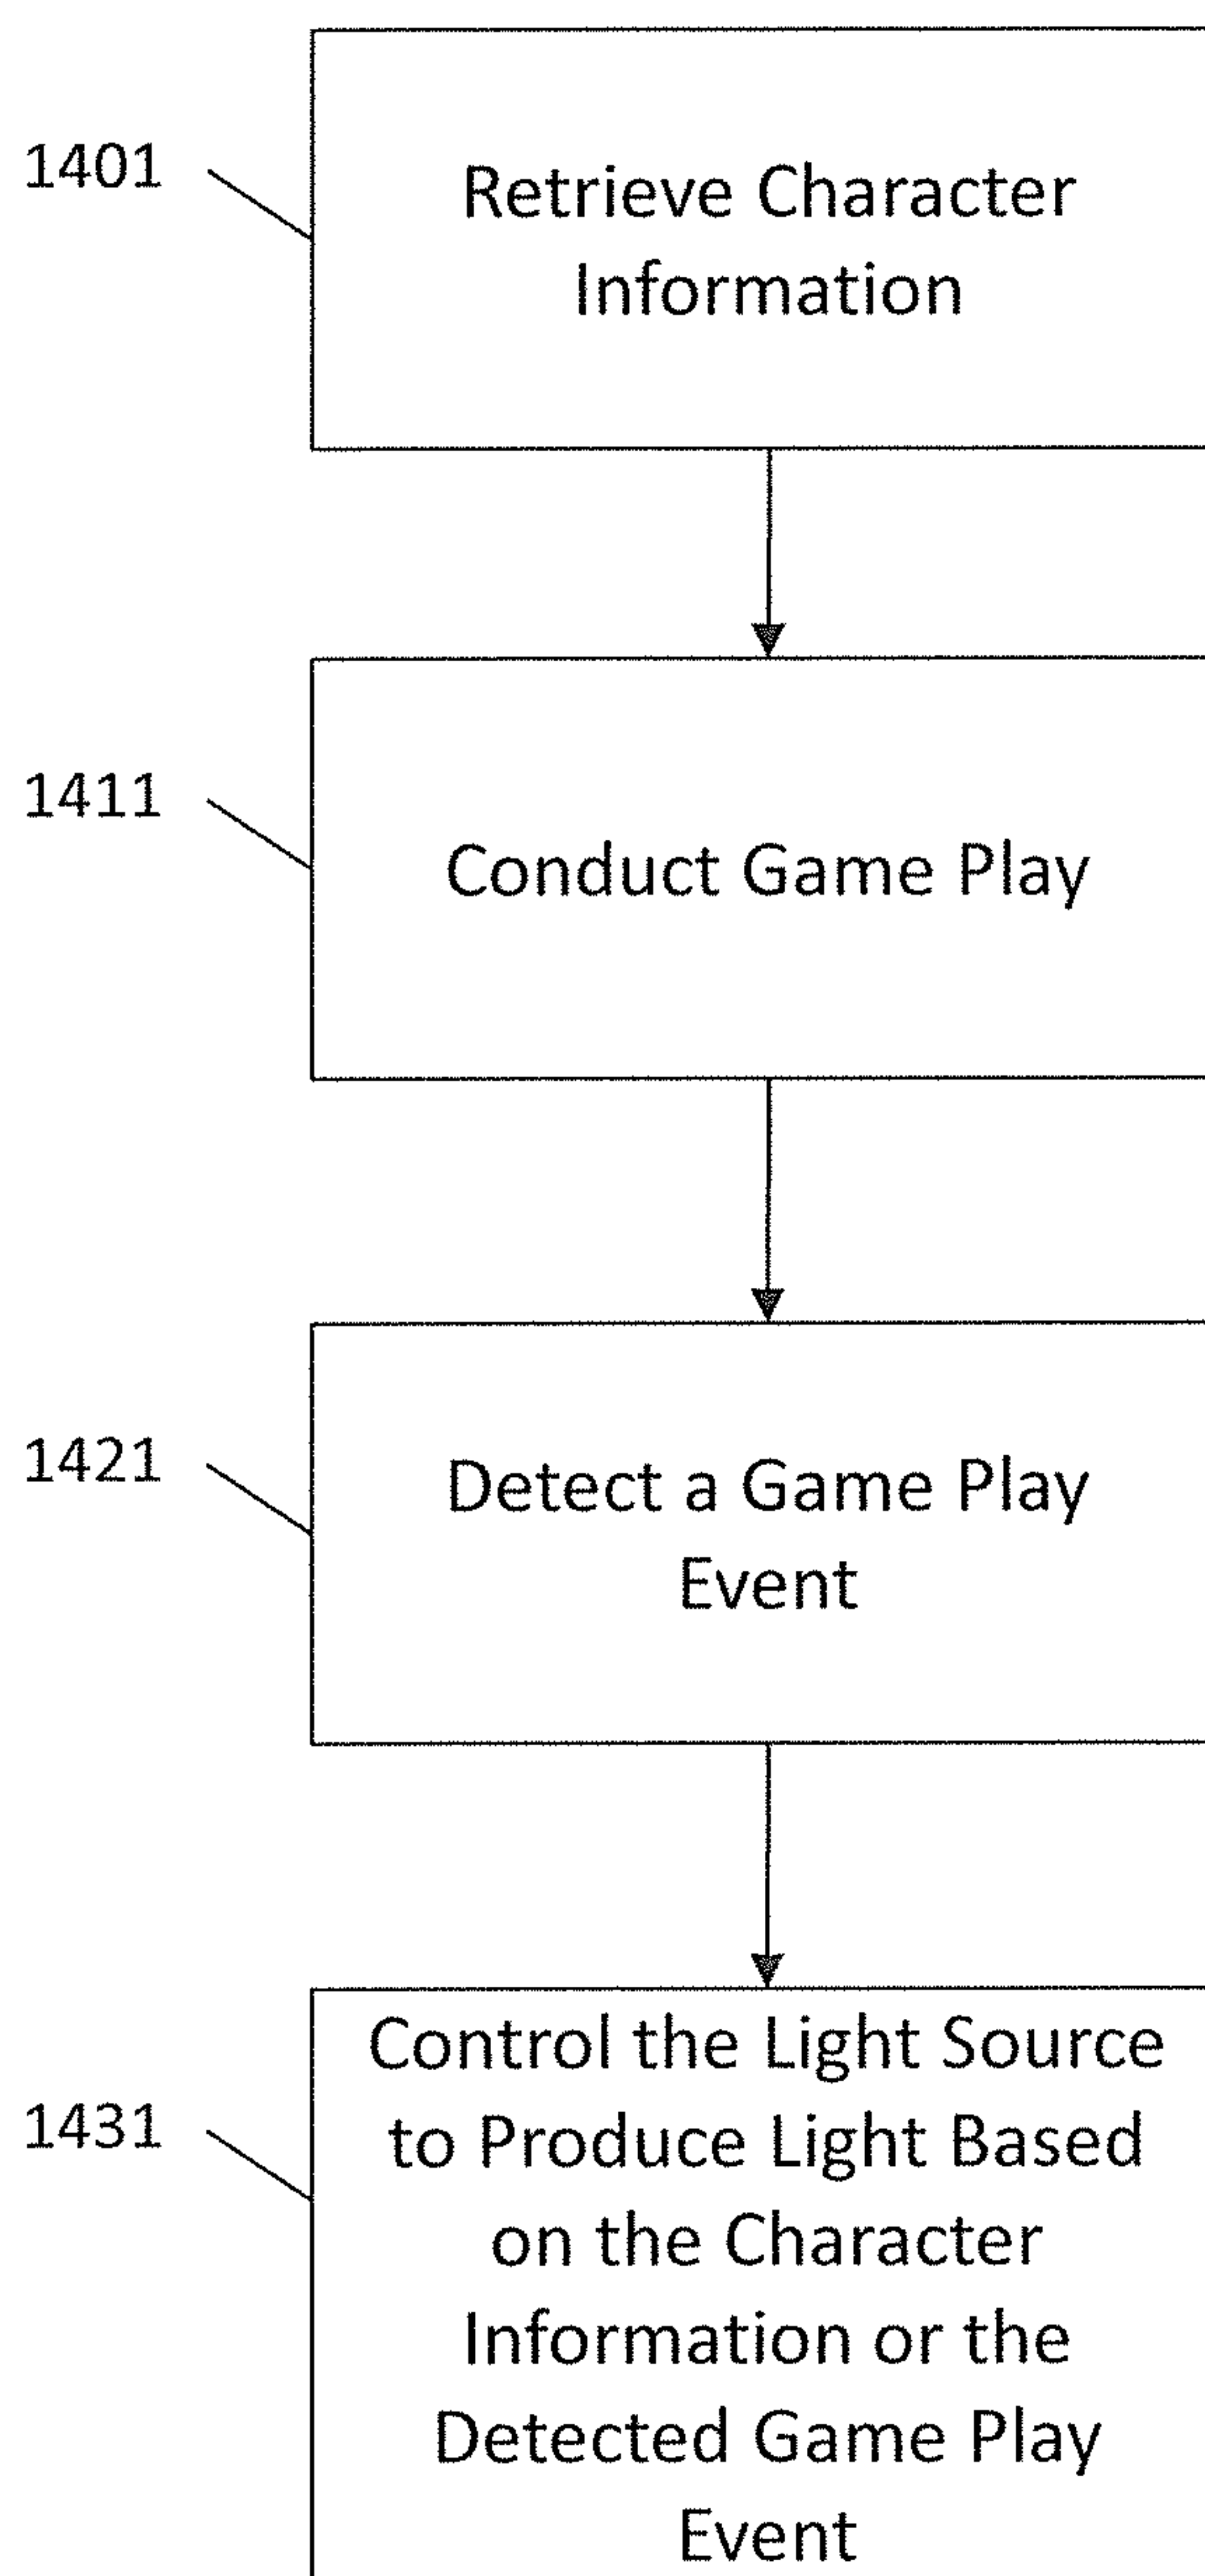 1401
Retrieve Character
Information
1411
Conduct Game Play
1421
Detect a Game Play
Event
1431
Control the Light Source
to Produce Light Based
on the Character
Information or the
Detected Game Play
Event